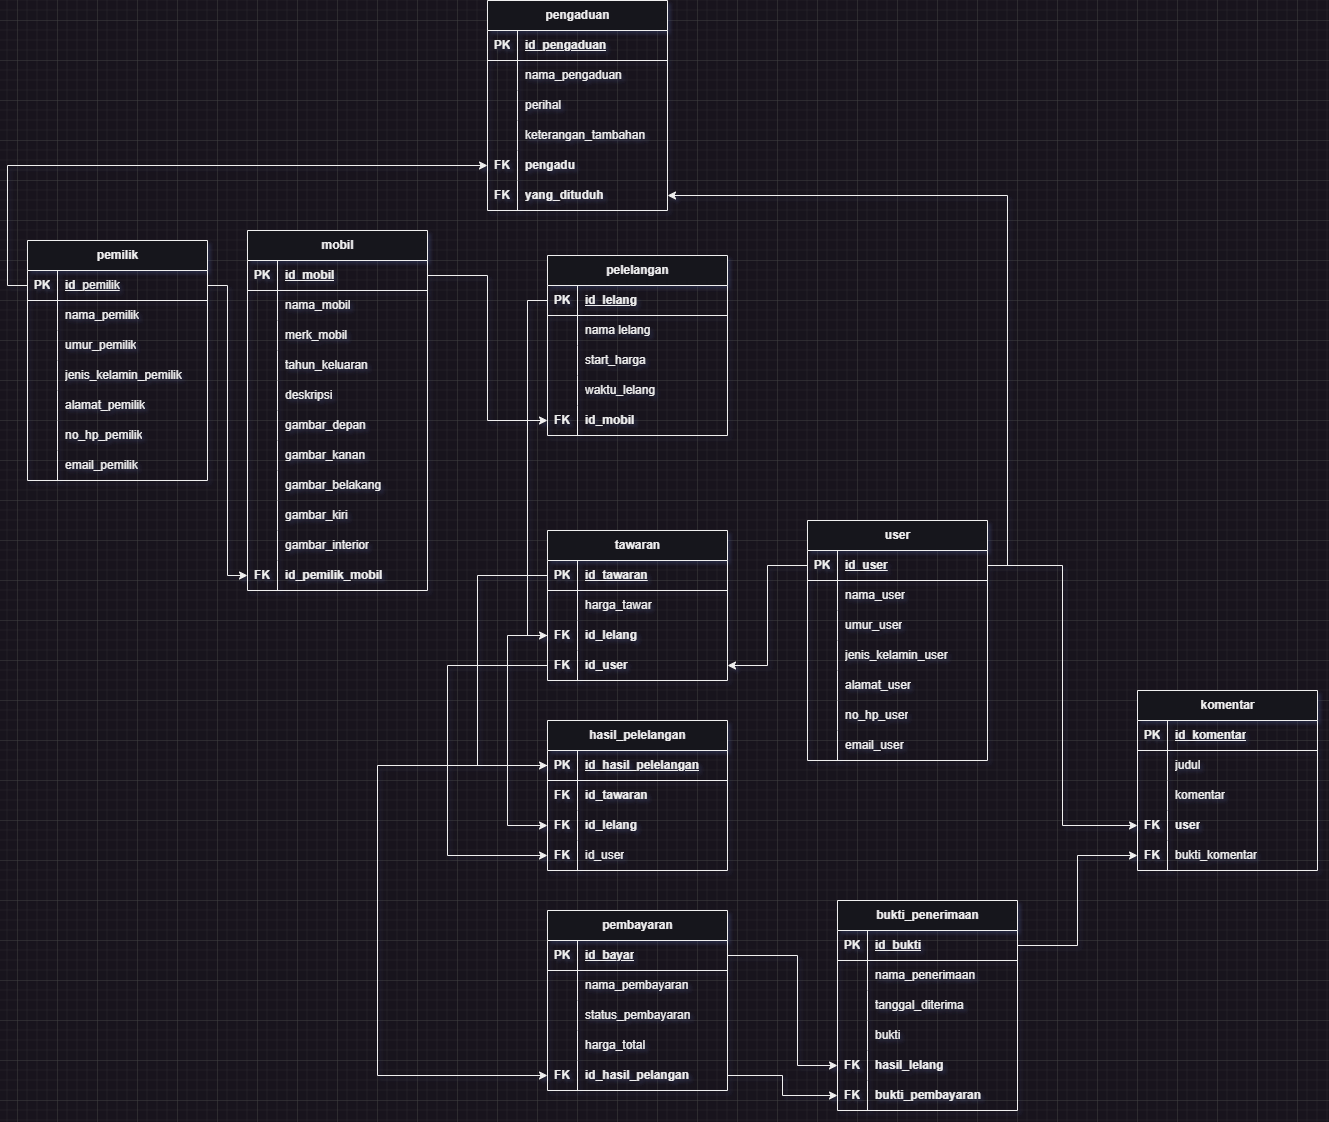 pengaduan
PK id_pengaduan
nama_pengaduan
perihal
keterangan_tambahan
FK pengadu
FK yang_dituduh
pemilik
PK id_pemilik
nama_pemilik
umur_pemilik
jenis_kelamin_pemilik
alamat_pemilik
no_hp_pemilik
email_pemilik
mobil
PK id_mobil
nama_mobil
merk_mobil
tahun_keluaran
deskripsi
gambar_depan
gambar_kanan
gambar_belakang
gambar_kiri
gambar_interior
FK id_pemilik_mobil
pelelangan
PK id_lelang
nama lelang
start_harga
waktu_lelang
FK id_mobil
tawaran
PK id_tawaran
harga_tawar
FK id_lelang
FK id_user
user
PK id_user
nama_user
umur_user
jenis_kelamin_user
alamat_user
no_hp_user
email_user
hasil_pelelangan
PK id_hasil_pelelangan
FK id_tawaran
FK id_lelang
FK id_user
komentar
PK id_komentar
judul
komentar
FK user
FK bukti_komentar
pembayaran
PK id_bayar
nama_pembayaran
status_pembayaran
harga_total
FK id_hasil_pelangan
bukti_penerimaan
PK id_bukti
nama_penerimaan
tanggal_diterima
bukti
FK hasil_lelang
FK bukti_pembayaran